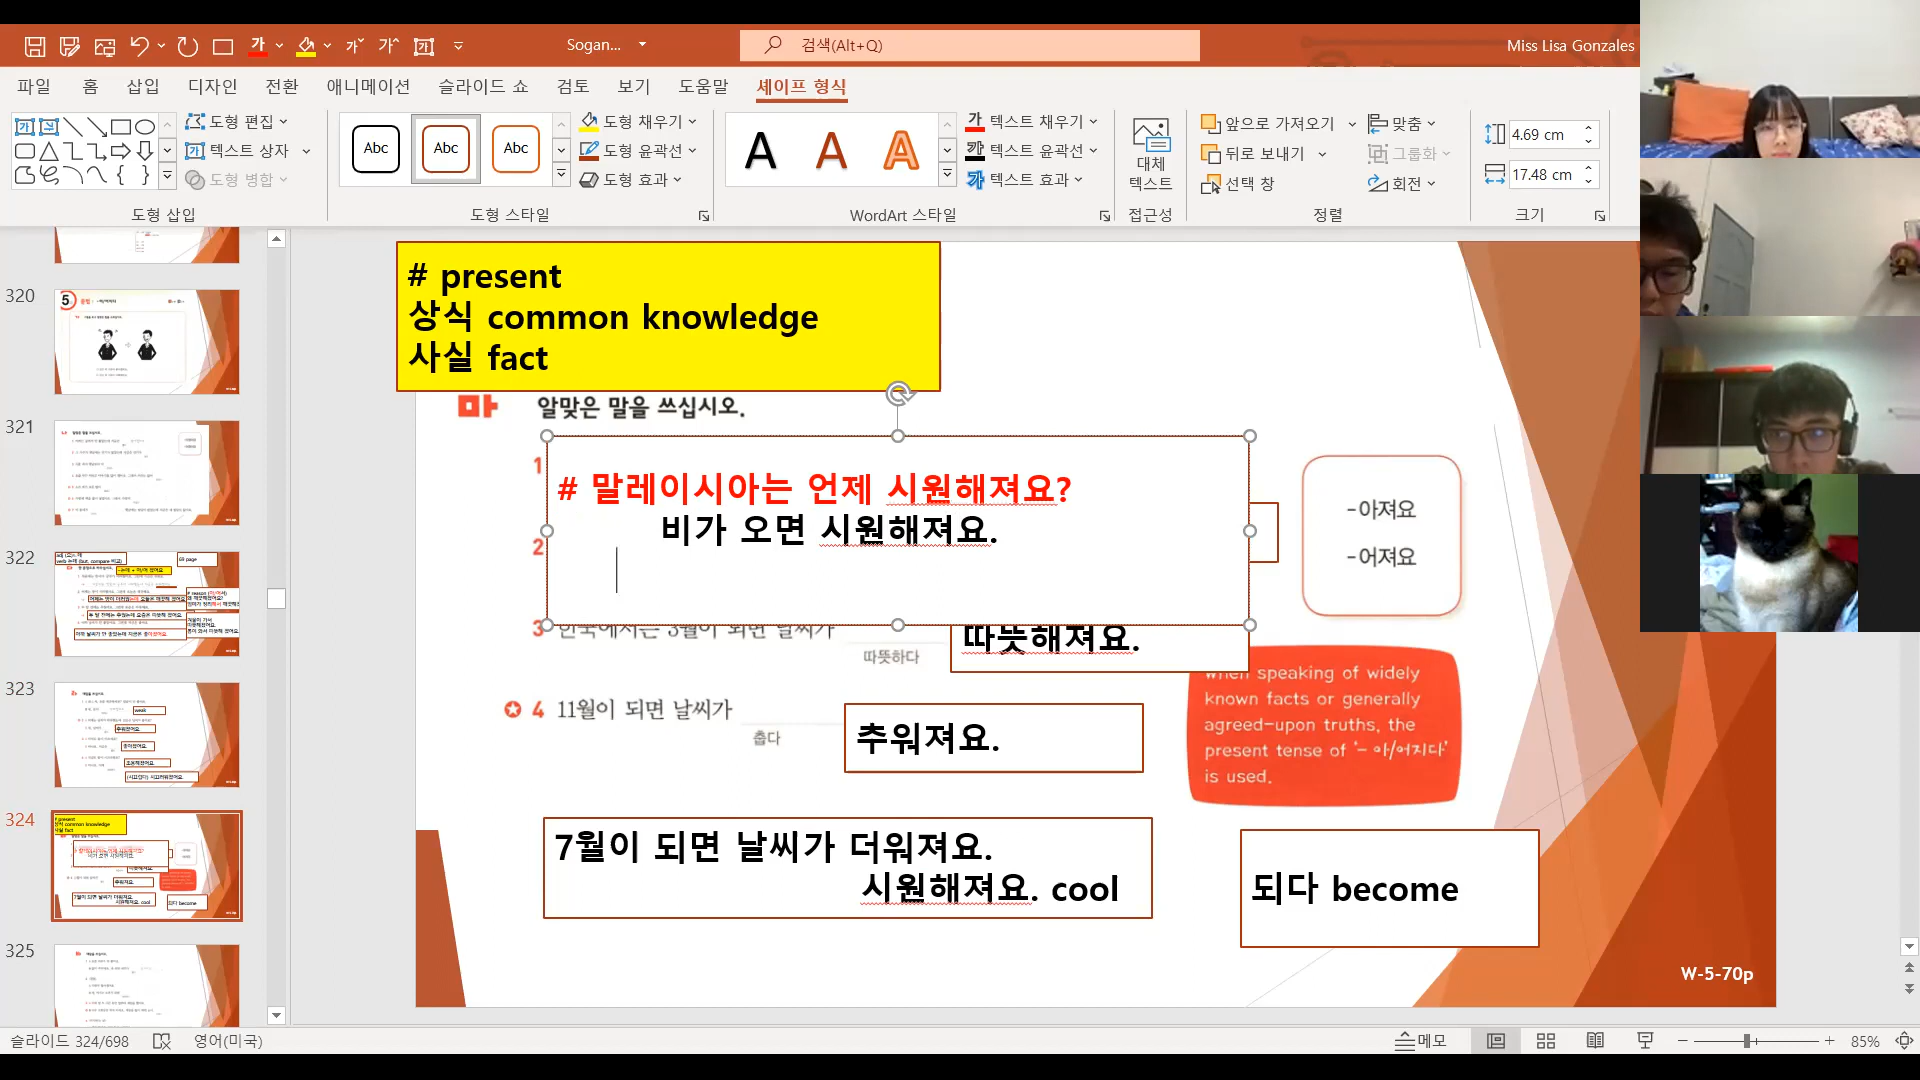 Sogan...
검색(Alt+Q)
Miss Lisa Gonzales
파일 홈 삽입 디자인 전환 애니메이션 슬라이드 쇼 검토 보기 도움말 셰이프 형식
도형 편집
텍스트 상자
도형 병합
도형 삽입
Abc Abc Abc
도형 채우기
도형 윤곽선
도형 효과
도형 스타일
A A A
텍스트 채우기
텍스트 윤곽선
텍스트 효과
WordArt 스타일
대체
텍스트
접근성
앞으로 가져오기
뒤로 보내기
선택 창
맞춤
그룹화
회전
정렬
4.69 cm
17.48 cm
크기
320
321
322
323
324
325
# present
상식 common knowledge
사실 fact
마 알맞은 말을 쓰십시오.
1
# 말레이시아는 언제 시원해져요?
비가 오면 시원해져요.
2
-아져요
-어져요
3 한국에서는 3월이 되면 날씨가
따뜻해져요.
따뜻하다
4 11월이 되면 날씨가
추워져요.
춥다
When speaking of widely
known facts or generally
agreed-upon truths, the
present tense of '- 아/어지다'
is used.
7월이 되면 날씨가 더워져요.
시원해져요. cool
되다 become
W-5-70p
슬라이드 324/698
영어(미국)
메모
85%